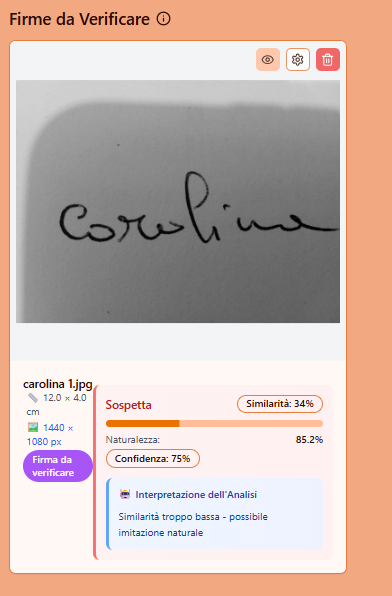 Firme da Verificare
Carolina
carolina 1.jpg
12.0 × 4.0
cm
1440 ×
1080 px
Firma da
verificare
Sospetta
Similarità: 34%
Naturalezza:
85.2%
Confidenza: 75%
Interpretazione dell'Analisi
Similarità troppo bassa - possibile
imitazione naturale